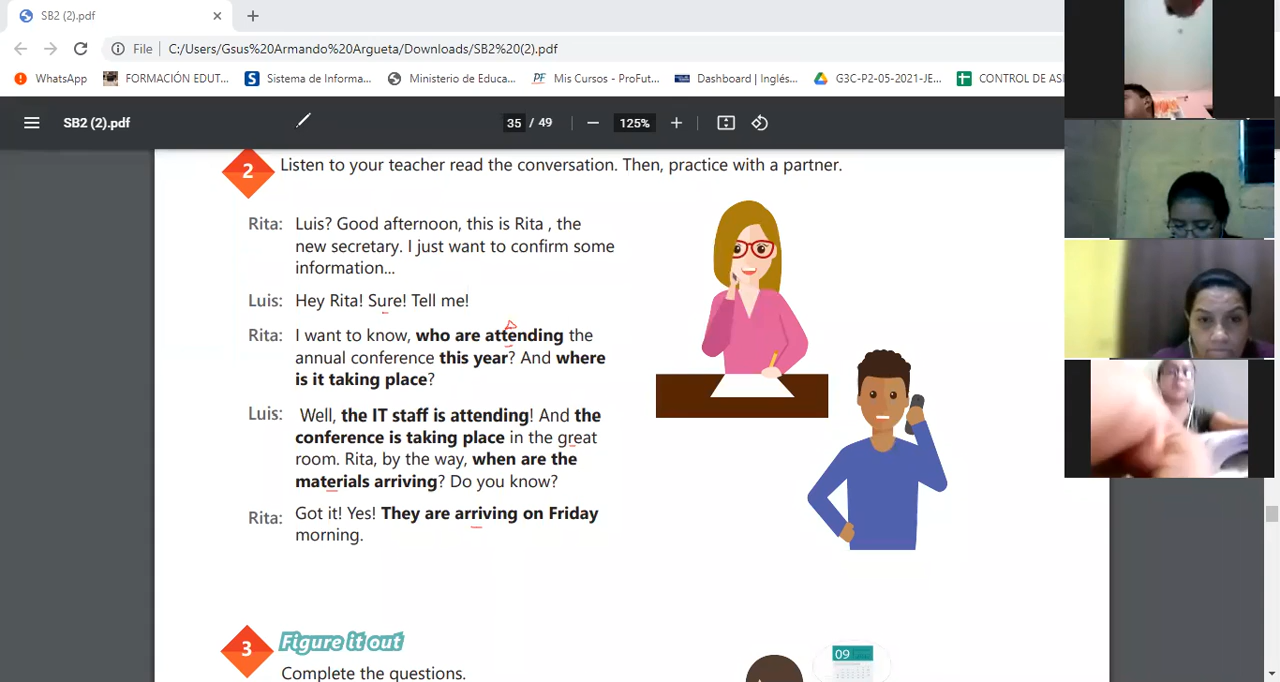 SB2 (2).pdf
File | C:/Users/Gsus%20Armando%20Argueta/Downloads/SB2%20(2).pdf
WhatsApp FORMACIÓN EDUT... Sistema de Informa... Ministerio de Educa... Mis Cursos - ProFut... Dashboard | Inglés,... G3C-P2-05-2021-JE... CONTROL DE ASI
SB2 (2).pdf 35 / 49 125%
2 Listen to your teacher read the conversation. Then, practice with a partner.
Rita: Luis? Good afternoon, this is Rita , the
new secretary. I just want to confirm some
information...
Luis: Hey Rita! Sure! Tell me!
Rita: I want to know, who are attending the
annual conference this year? And where
is it taking place?
Luis: Well, the IT staff is attending! And the
conference is taking place in the great
room. Rita, by the way, when are the
materials arriving? Do you know?
Rita: Got it! Yes! They are arriving on Friday
morning.
3 Figure it out
09
Complete the questions.